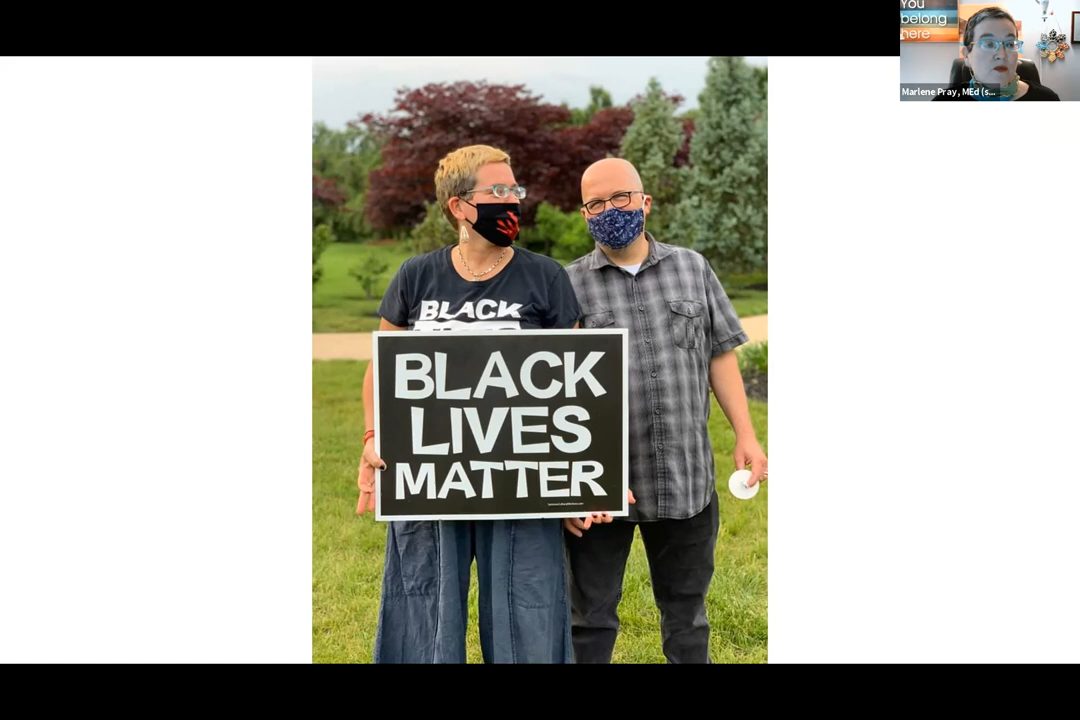 You
belong
here
Marlene Pray, MEd (s...
BLACK
BLACK
LIVES
MATTER